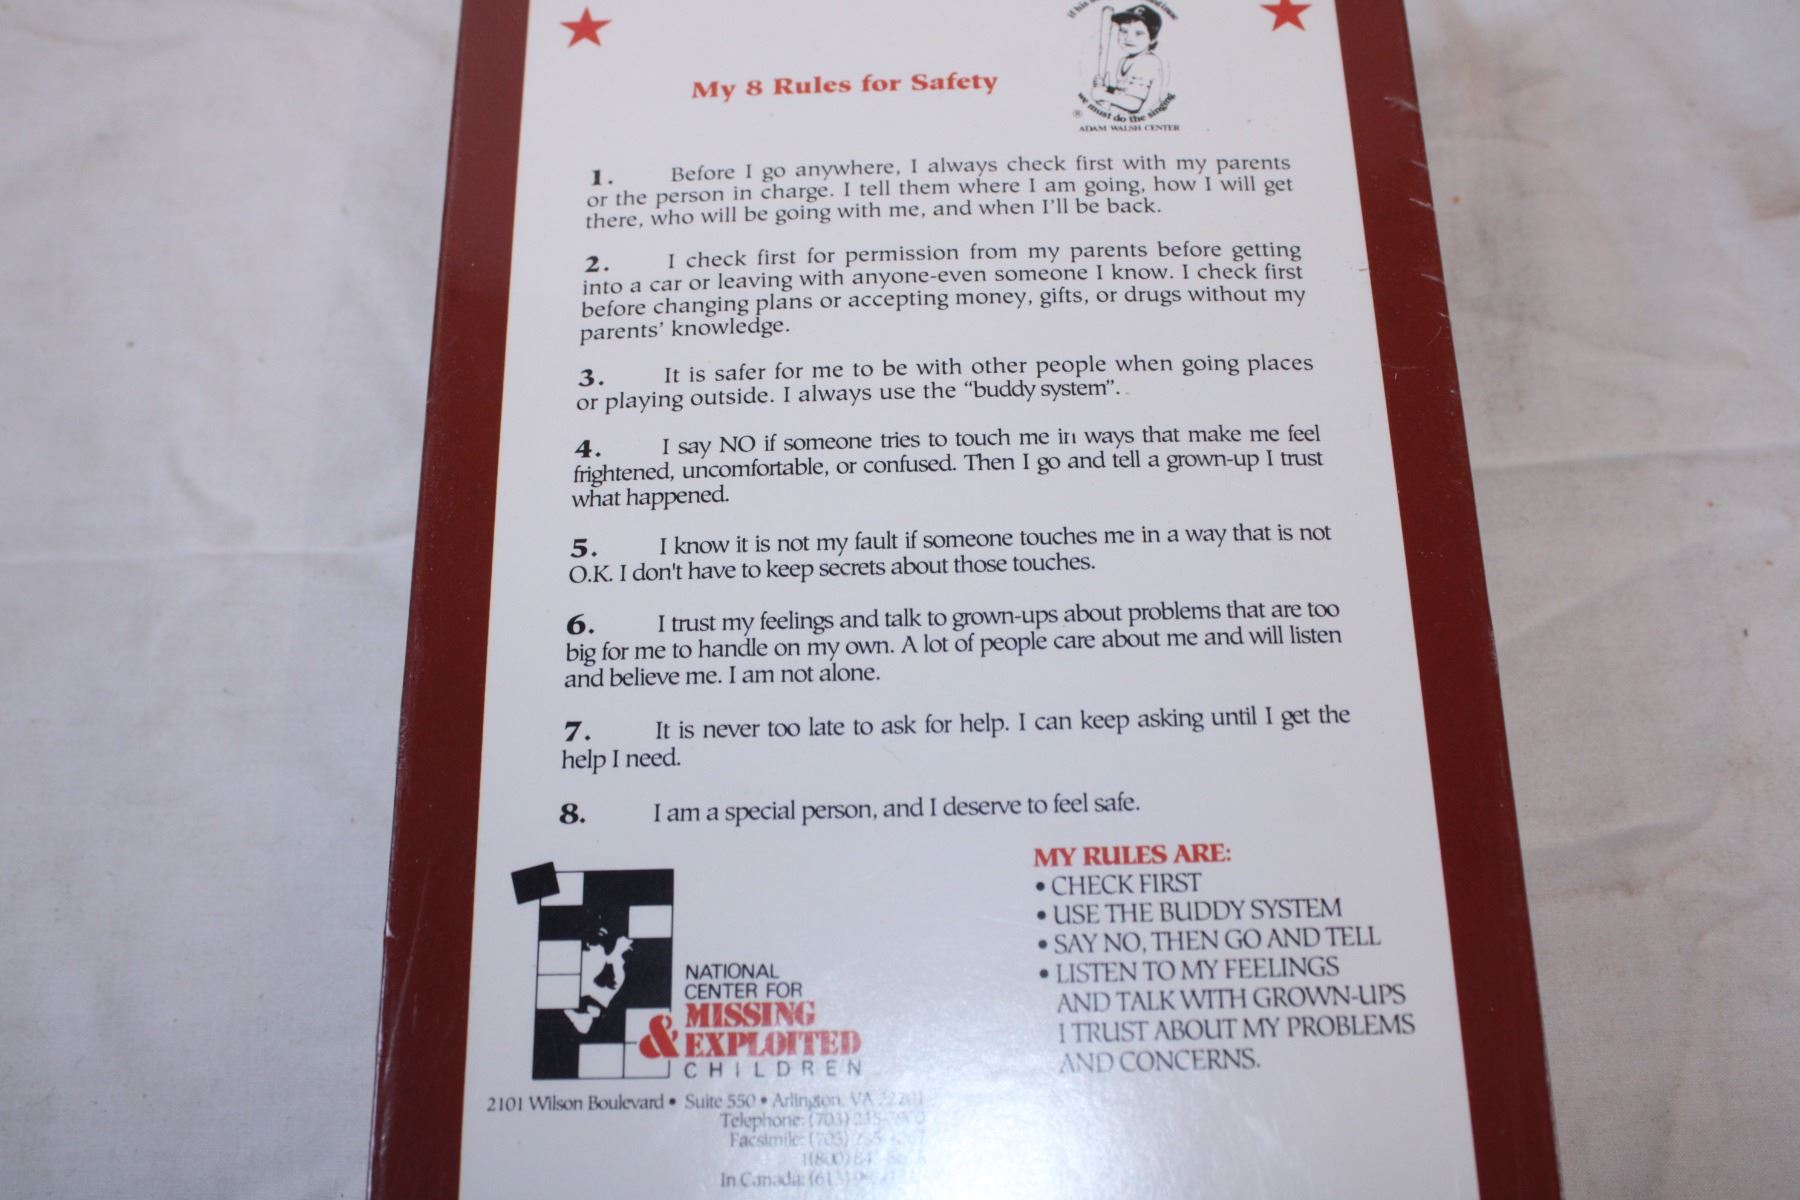 My 8 Rules for Safety
we must do the singing
®
ADAM WALSH CENTER
1. Before I go anywhere, I always check first with my parents
or the person in charge. I tell them where I am going, how I will get
there, who will be going with me, and when I'll be back.
2. I check first for permission from my parents before getting
into a car or leaving with anyone-even someone I know. I check first
before changing plans or accepting money, gifts, or drugs without my
parents' knowledge.
3. It is safer for me to be with other people when going places
or playing outside. I always use the “buddy system”.
4. I say NO if someone tries to touch me in ways that make me feel
frightened, uncomfortable, or confused. Then I go and tell a grown-up I trust
what happened.
5. I know it is not my fault if someone touches me in a way that is not
O.K. I don't have to keep secrets about those touches.
6. I trust my feelings and talk to grown-ups about problems that are too
big for me to handle on my own. A lot of people care about me and will listen
and believe me. I am not alone.
7. It is never too late to ask for help. I can keep asking until I get the
help I need.
8. I am a special person, and I deserve to feel safe.
NATIONAL
CENTER FOR
MISSING
& EXPLOITED
CHILDREN
2101 Wilson Boulevard • Suite 550 • Arlington, VA
Telephone: (703)
Facsimile: (703)
In Canada:
MY RULES ARE:
• CHECK FIRST
• USE THE BUDDY SYSTEM
• SAY NO, THEN GO AND TELL
• LISTEN TO MY FEELINGS
AND TALK WITH GROWN-UPS
I TRUST ABOUT MY PROBLEMS
AND CONCERNS.